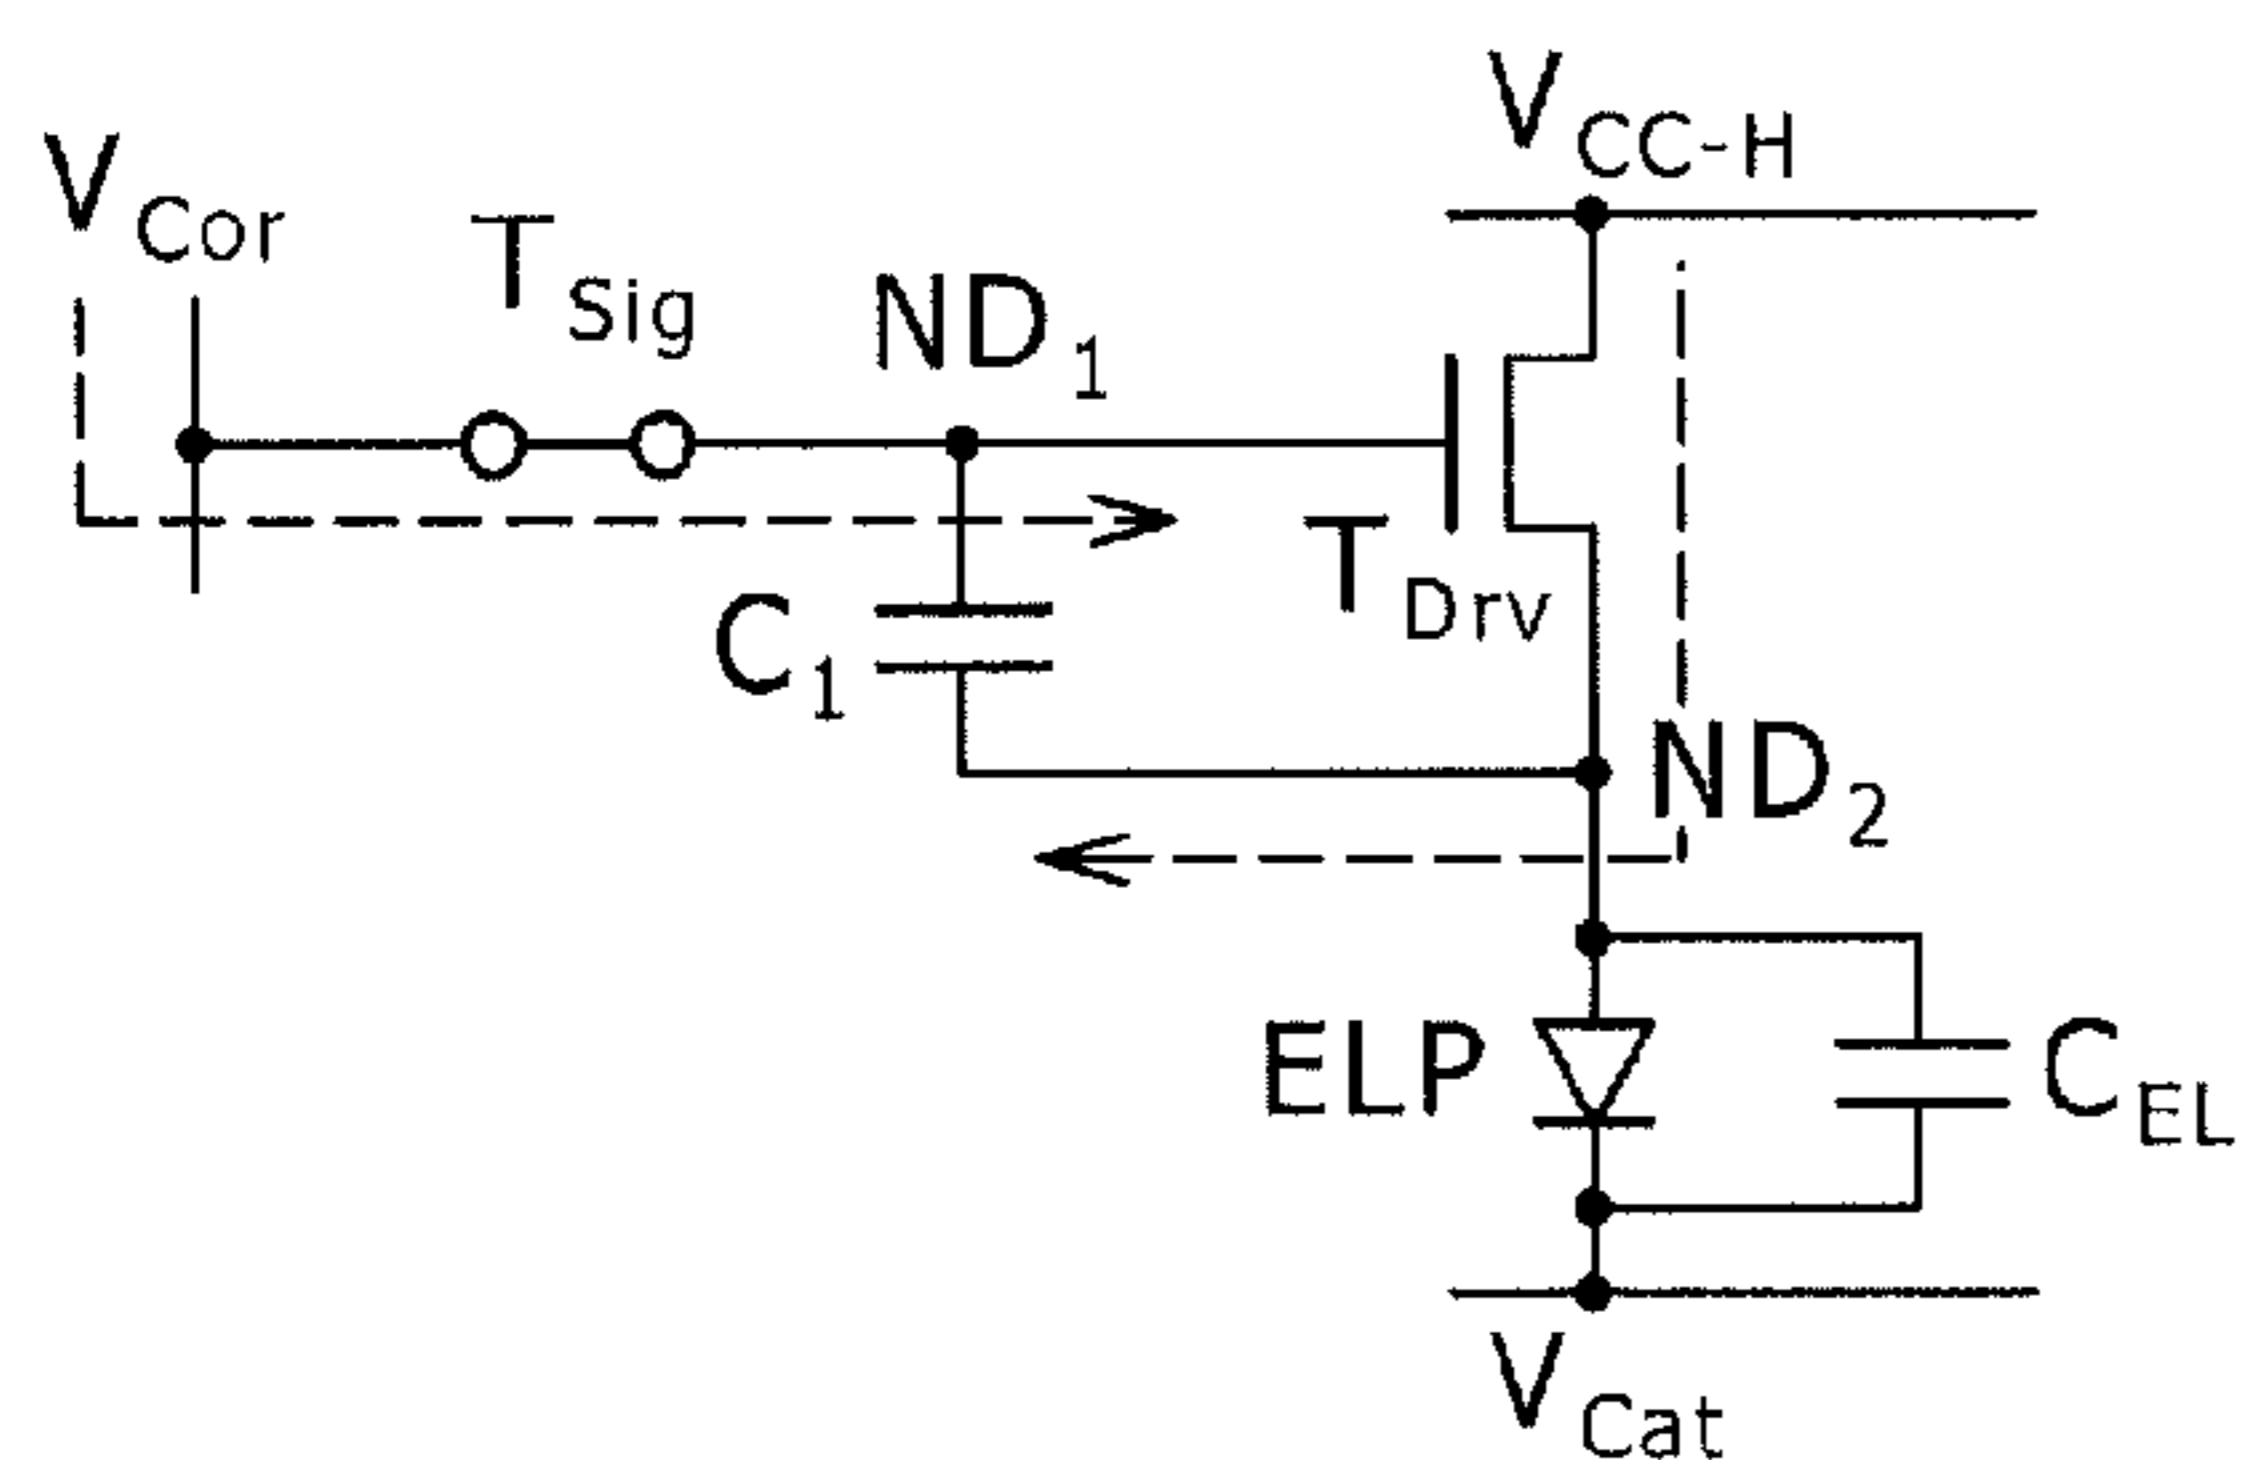 V_CC-H
V_Cor
T_Sig
ND_1
T_Drv
C_1
ND_2
ELP
C_EL
V_Cat